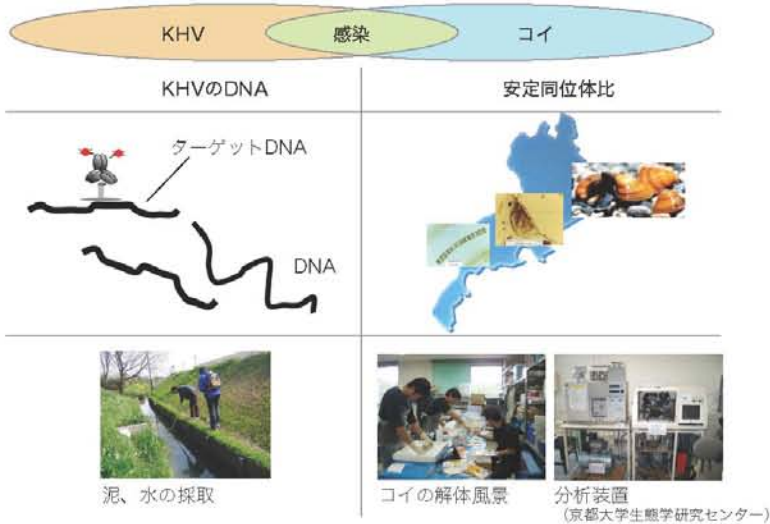 KHV
感染
コイ
KHVのDNA
安定同位体比
ターゲットDNA
DNA
泥、水の採取
コイの解体風景
分析装置
(京都大学生態学研究センター)